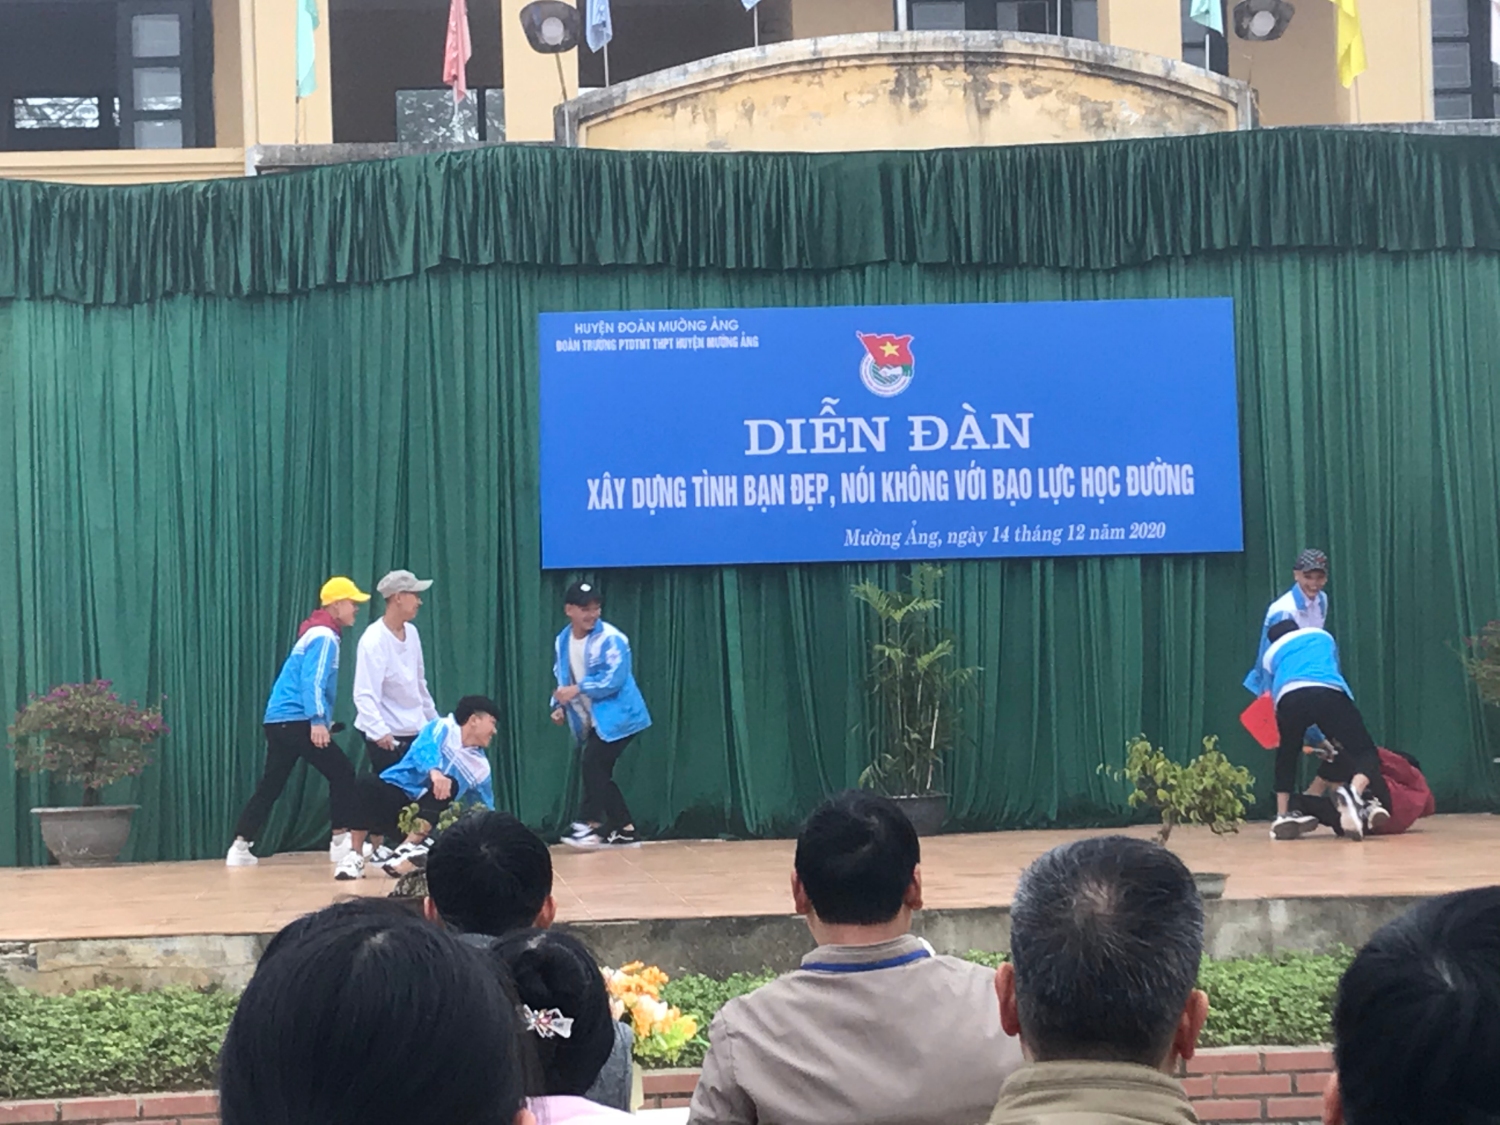 HUYỆN ĐOÀN MƯỜNG ẢNG
ĐOÀN TRƯỜNG PTDTNT THPT HUYỆN MƯỜNG ẢNG
DIỄN ĐÀN
XÂY DỰNG TÌNH BẠN ĐẸP, NÓI KHÔNG VỚI BẠO LỰC HỌC ĐƯỜNG
Mường Ảng, ngày 14 tháng 12 năm 2020